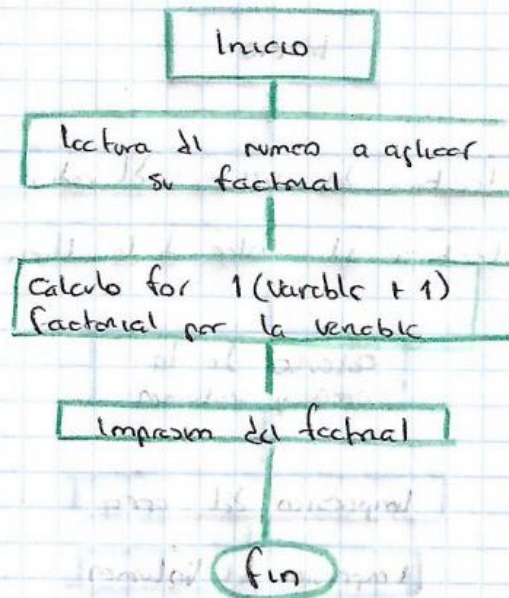 Inicio
lectura del numero a aplicar
su factorial
Calculo for 1 (variable + 1)
factorial por la variable
Impresion del factorial
fin